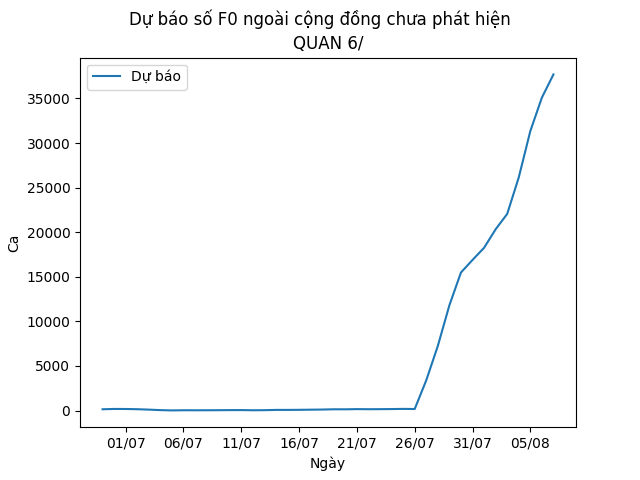 Dự báo số F0 ngoài cộng đồng chưa phát hiện
QUAN 6/
Dự báo
Ca
35000
30000
25000
20000
15000
10000
5000
0
01/07 06/07 11/07 16/07 21/07 26/07 31/07 05/08
Ngày